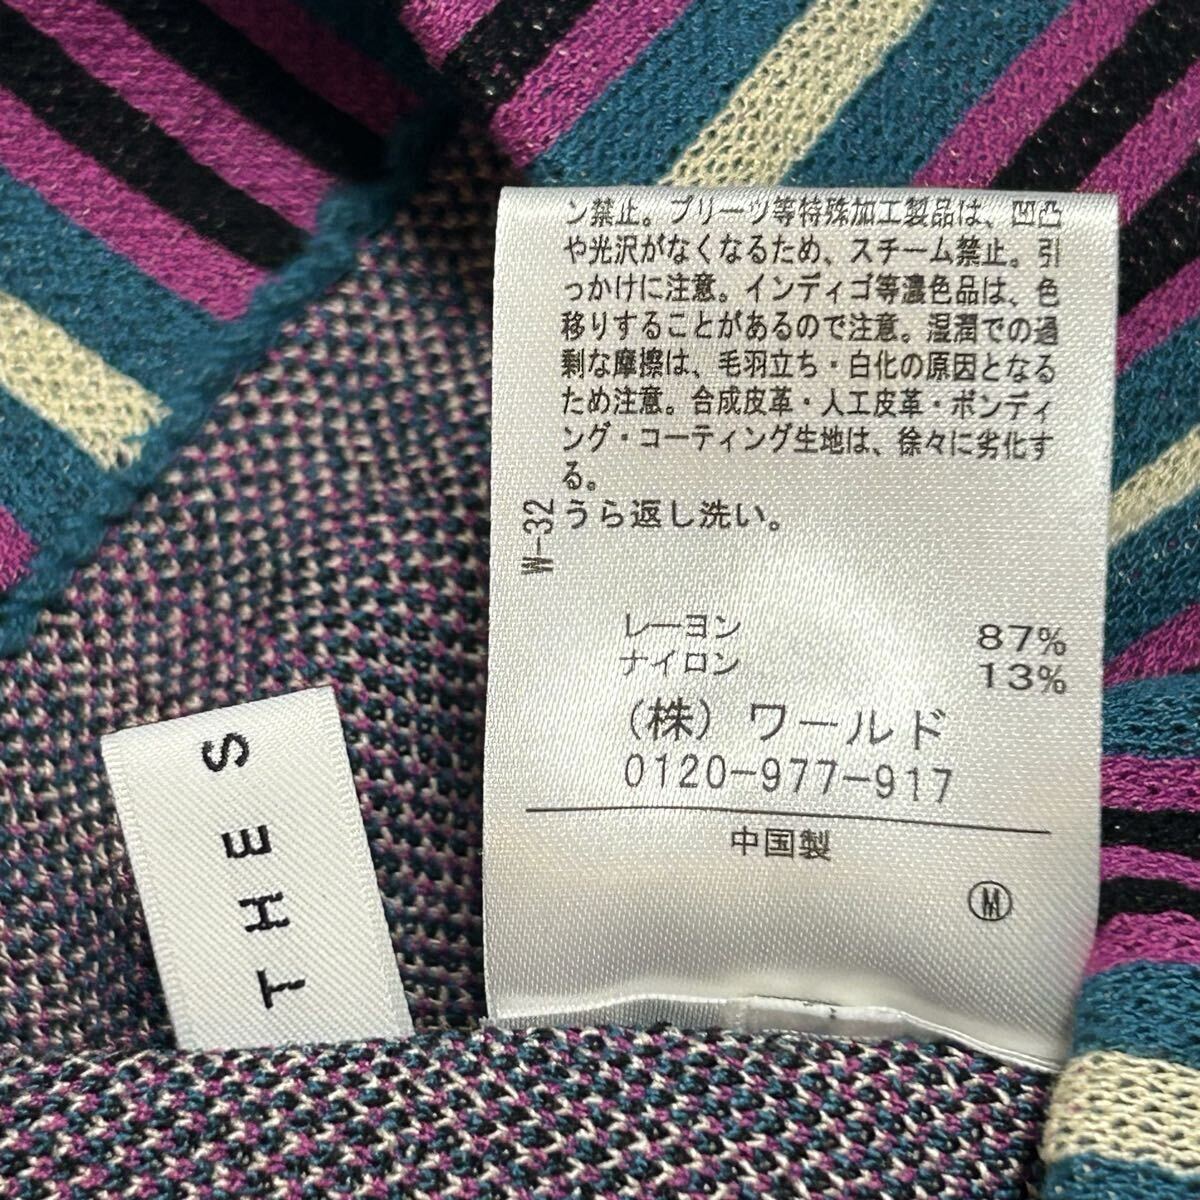 ン禁止。プリーツ等特殊加工製品は、凹凸
や光沢がなくなるため、スチーム禁止。引
っかけに注意。インディゴ等濃色品は、色
移りすることがあるので注意。湿潤での過
剰な摩擦は、毛羽立ち・白化の原因となる
ため注意。合成皮革・人工皮革・ボンディ
ング・コーティング生地は、徐々に劣化す
る。
うら返し洗い。
W-32
レーヨン 87%
ナイロン 13%
(株) ワールド
0120-977-917
中国製
M
THE S